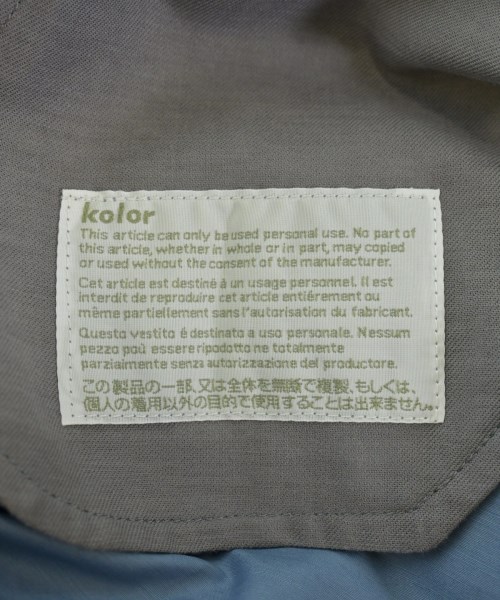 kolor
This article can only be used personal use. No part of
this article, whether in whole or in part, may copied
or used without the consent of the manufacturer.
Cet article est destiné à un usage personnel. Il est
interdit de reproduire cet article entiérement ou
même partiellement sans l'autorisation du fabricant.
Questo vestito é destinato a uso personale. Nessum
pezzo poù essere ripodotto ne totalmente
parzialmente senza autorizzazione del produttore.
この製品の一部、又は全体を無断で複製、もしくは、
個人の着用以外の目的で使用することは出来ません。